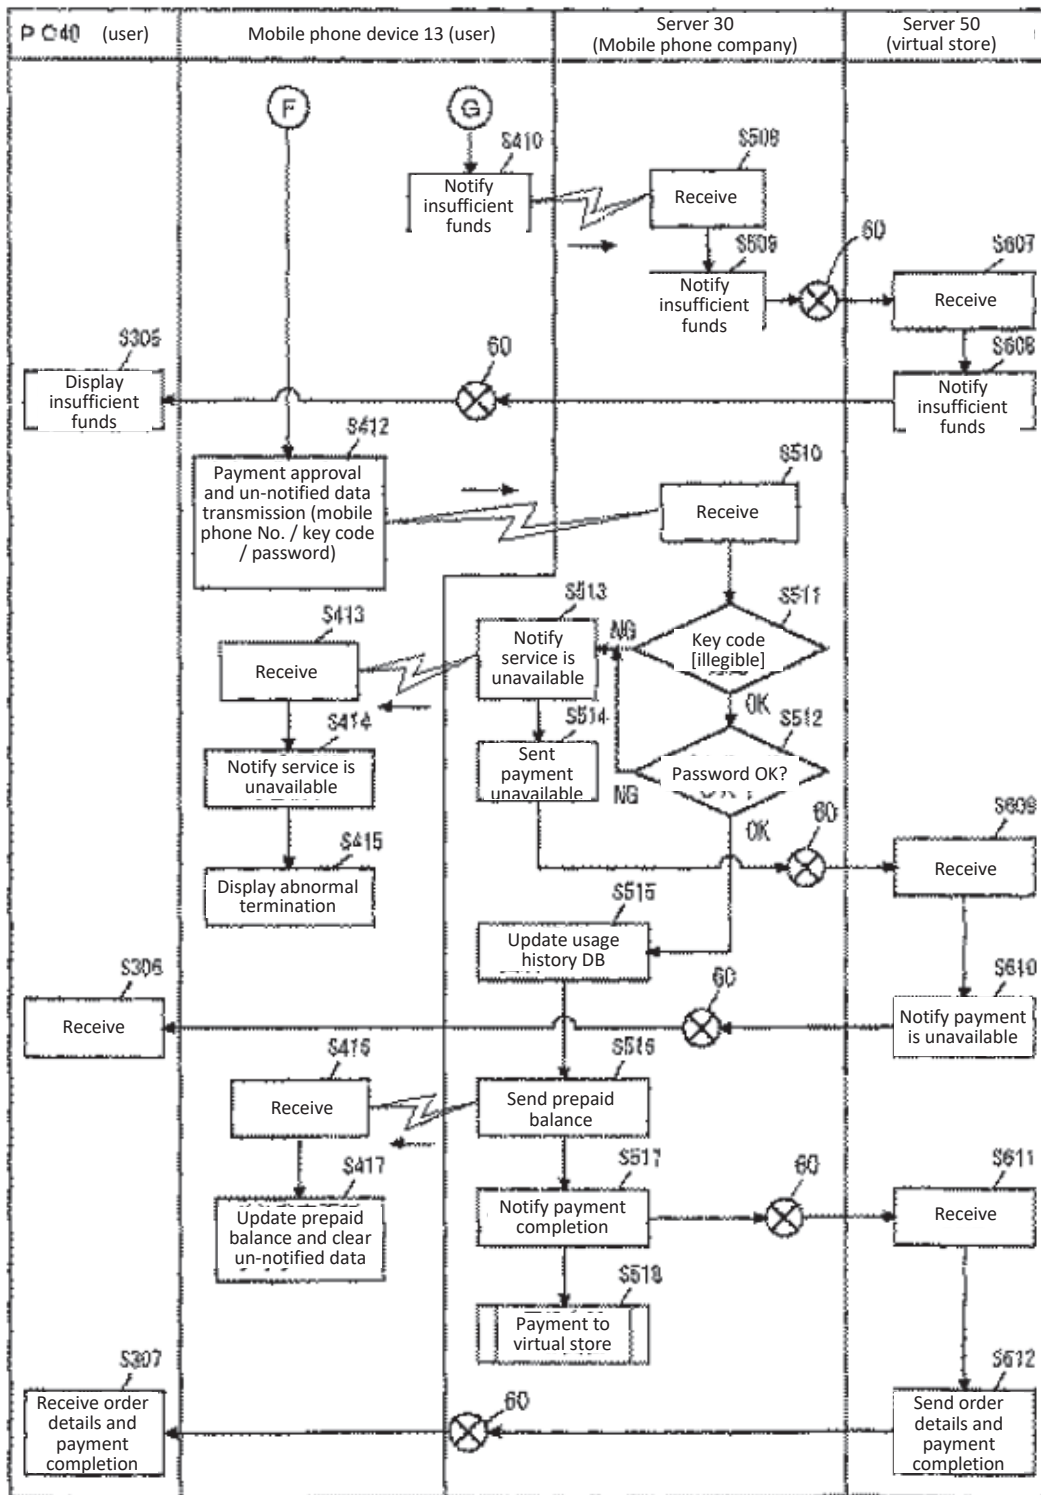 PC40 (user)
Mobile phone device 13 (user)
Server 30
(Mobile phone company)
Server 50
(virtual store)
F
G
S410
Notify
insufficient
funds
S508
Receive
S509
Notify
insufficient
funds
60
S607
Receive
S608
Notify
insufficient
funds
60
S305
Display
insufficient
funds
S412
Payment approval
and un-notified data
transmission (mobile
phone No. / key code
/ password)
S510
Receive
S511
Key code
[illegible]
NG
OK
S513
Notify
service is
unavailable
S413
Receive
S414
Notify service is
unavailable
S415
Display abnormal
termination
S514
Sent
payment
unavailable
S512
Password OK?
NG
OK
60
S609
Receive
S515
Update usage
history DB
S610
Notify payment
is unavailable
60
S306
Receive
S516
Send prepaid
balance
S416
Receive
S417
Update prepaid
balance and clear
un-notified data
S517
Notify payment
completion
60
S611
Receive
S518
Payment to
virtual store
S612
Send order
details and
payment
completion
60
S307
Receive order
details and
payment
completion